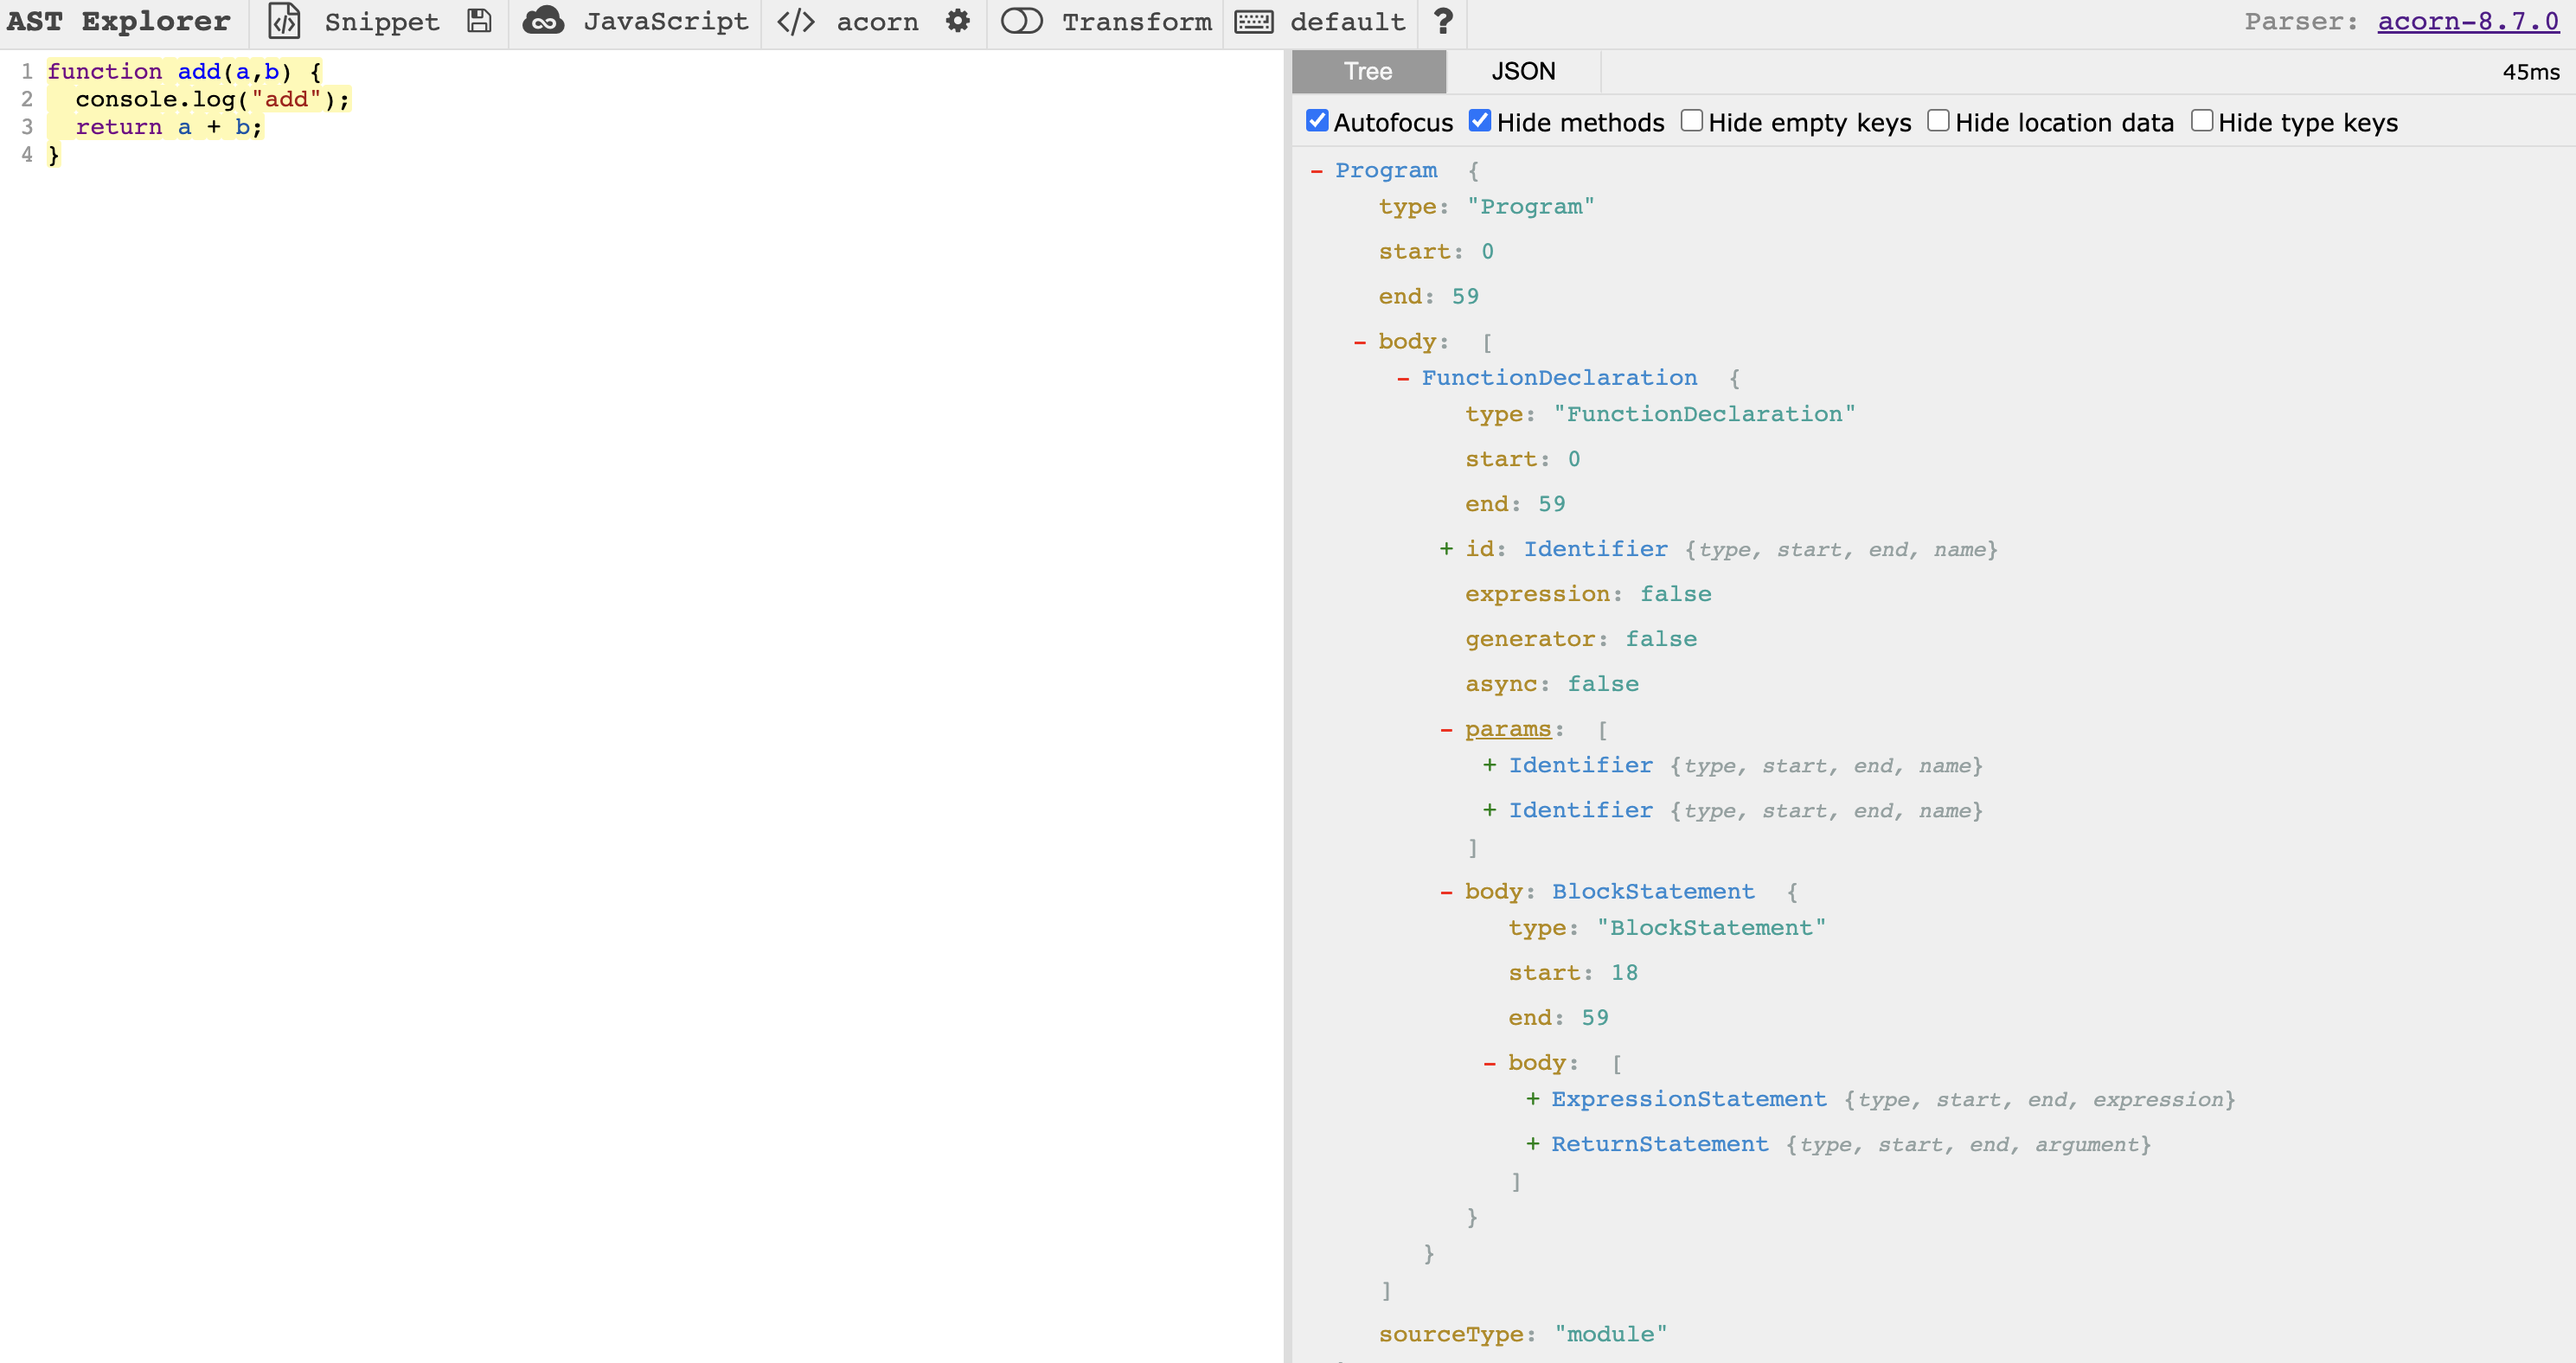 AST Explorer Snippet JavaScript </> acorn Transform default ? Parser: acorn-8.7.0
1 function add(a,b) {
2   console.log("add");
3   return a + b;
4 }
Tree JSON 45ms
Autofocus Hide methods Hide empty keys Hide location data Hide type keys
- Program {
type: "Program"
start: 0
end: 59
- body: [
- FunctionDeclaration {
type: "FunctionDeclaration"
start: 0
end: 59
+ id: Identifier {type, start, end, name}
expression: false
generator: false
async: false
- params: [
+ Identifier {type, start, end, name}
+ Identifier {type, start, end, name}
]
- body: BlockStatement {
type: "BlockStatement"
start: 18
end: 59
- body: [
+ ExpressionStatement {type, start, end, expression}
+ ReturnStatement {type, start, end, argument}
]
}
}
]
sourceType: "module"